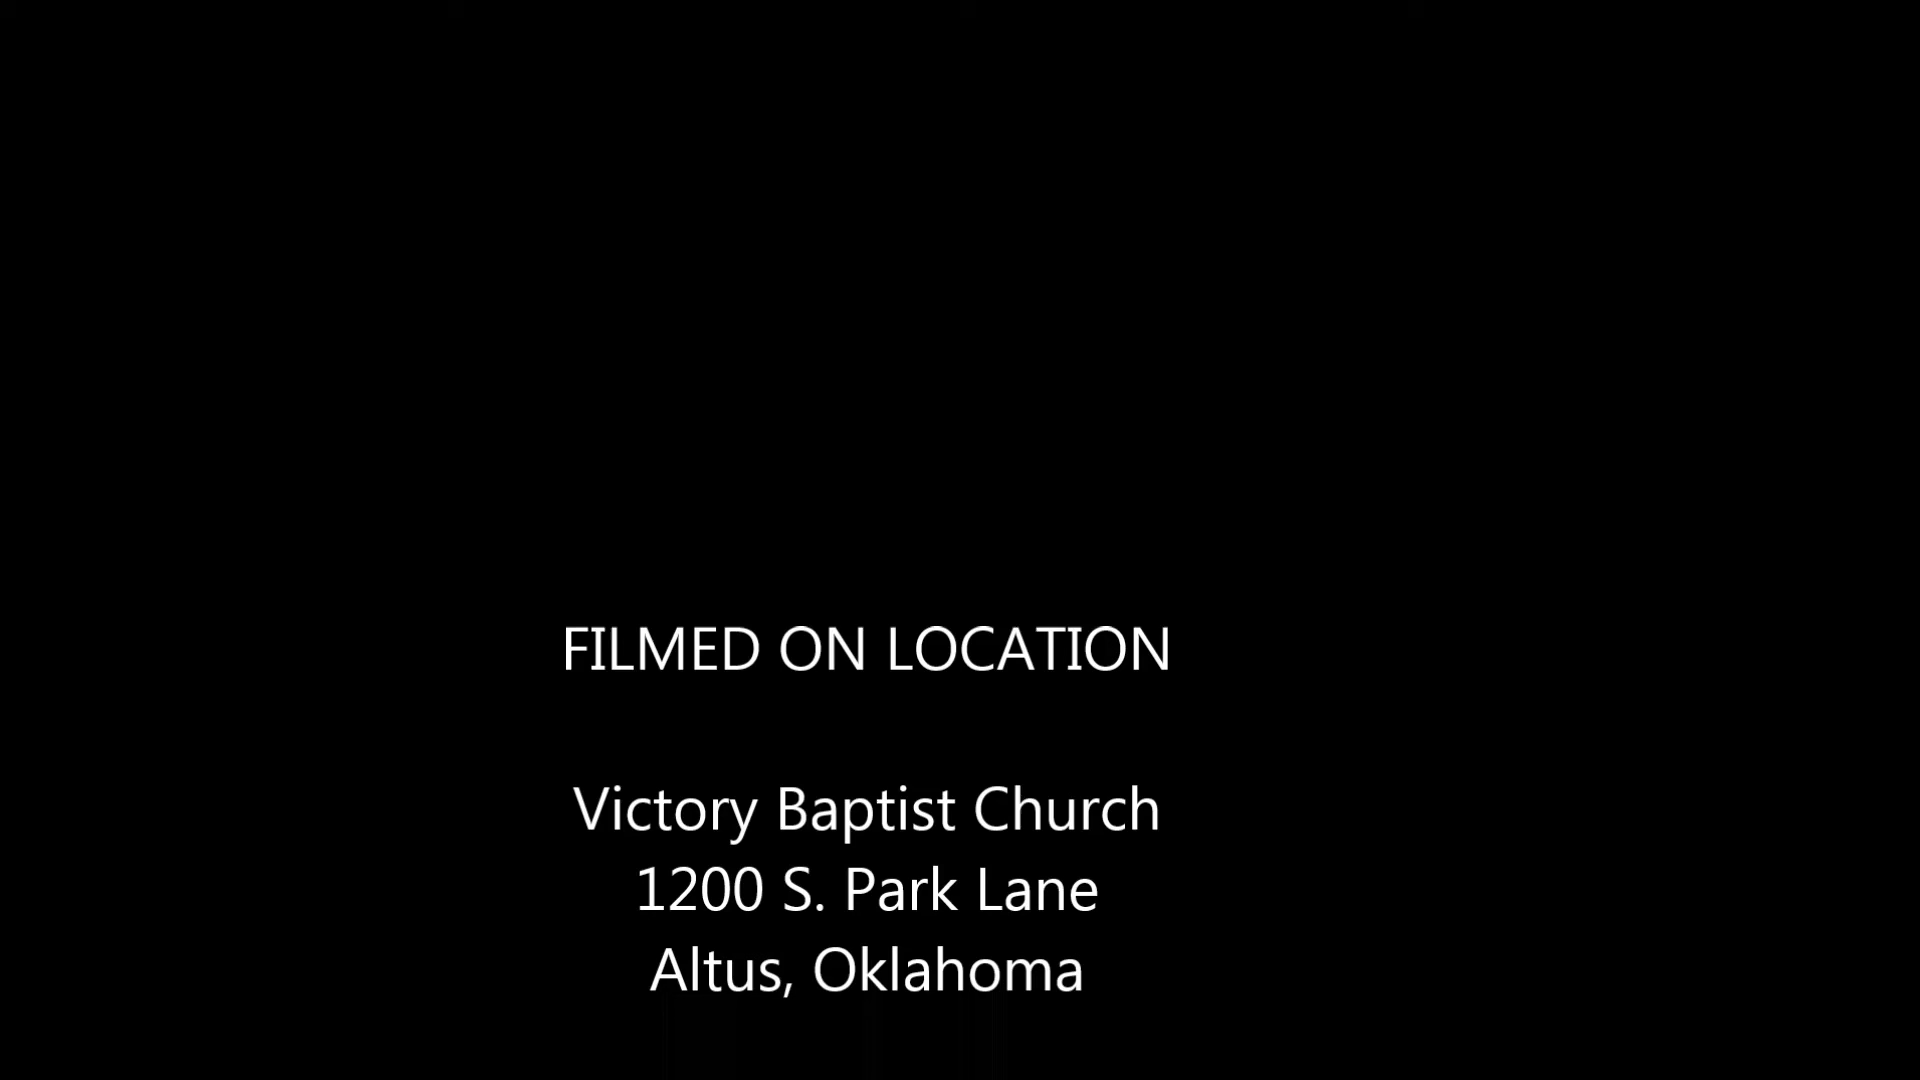 FILMED ON LOCATION
Victory Baptist Church
1200 S. Park Lane
Altus, Oklahoma